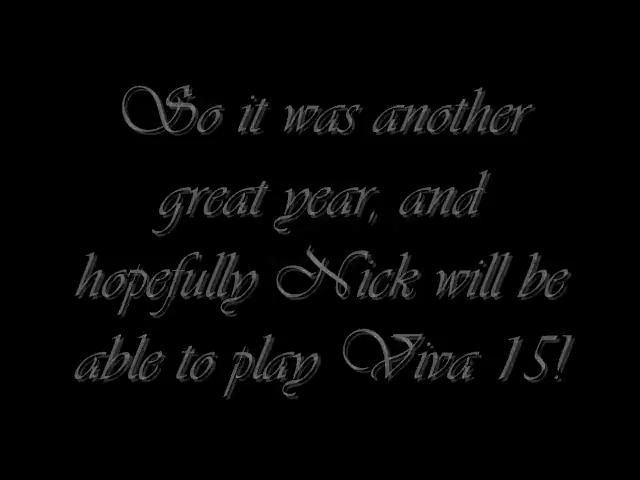 So it was another
great year, and
hopefully Nick will be
able to play Viva 15!